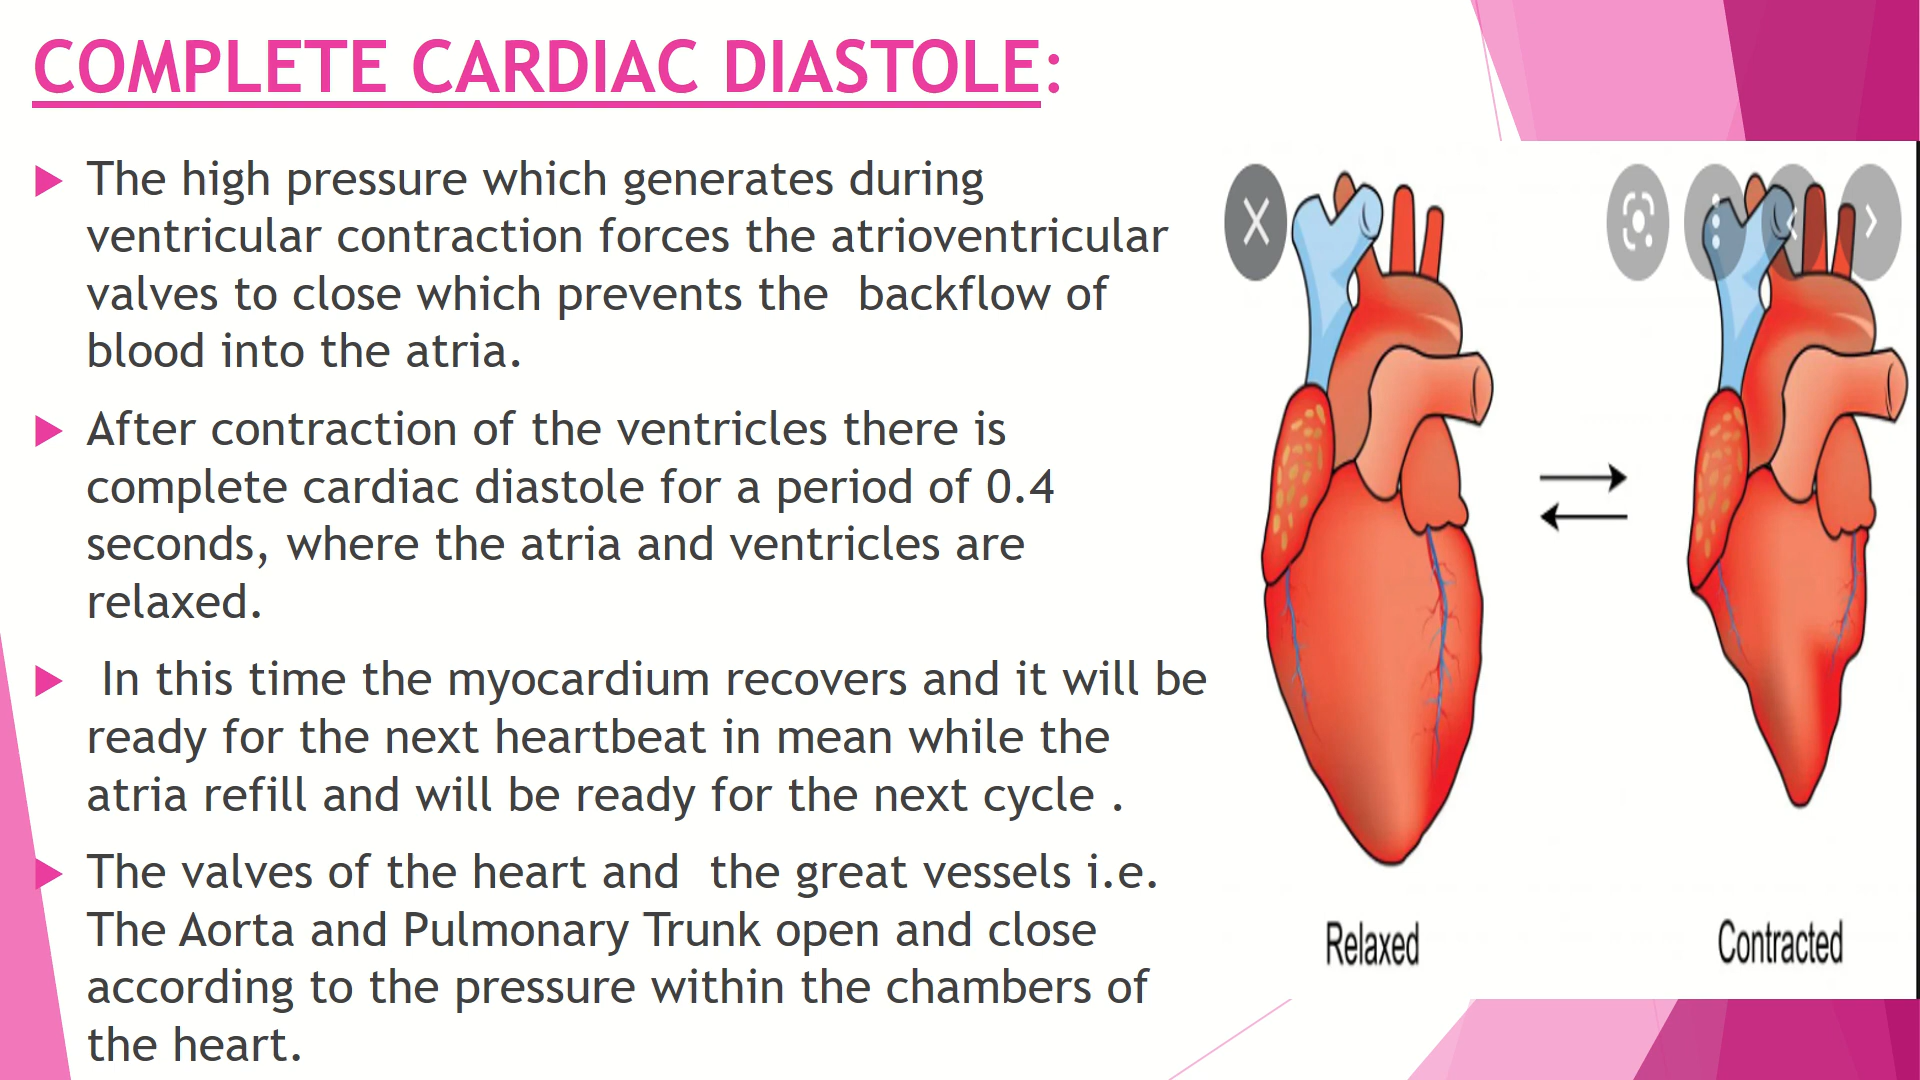 COMPLETE CARDIAC DIASTOLE:
The high pressure which generates during
ventricular contraction forces the atrioventricular
valves to close which prevents the  backflow of
blood into the atria.
After contraction of the ventricles there is
complete cardiac diastole for a period of 0.4
seconds, where the atria and ventricles are
relaxed.
In this time the myocardium recovers and it will be
ready for the next heartbeat in mean while the
atria refill and will be ready for the next cycle .
The valves of the heart and  the great vessels i.e.
The Aorta and Pulmonary Trunk open and close
according to the pressure within the chambers of
the heart.
Relaxed
Contracted